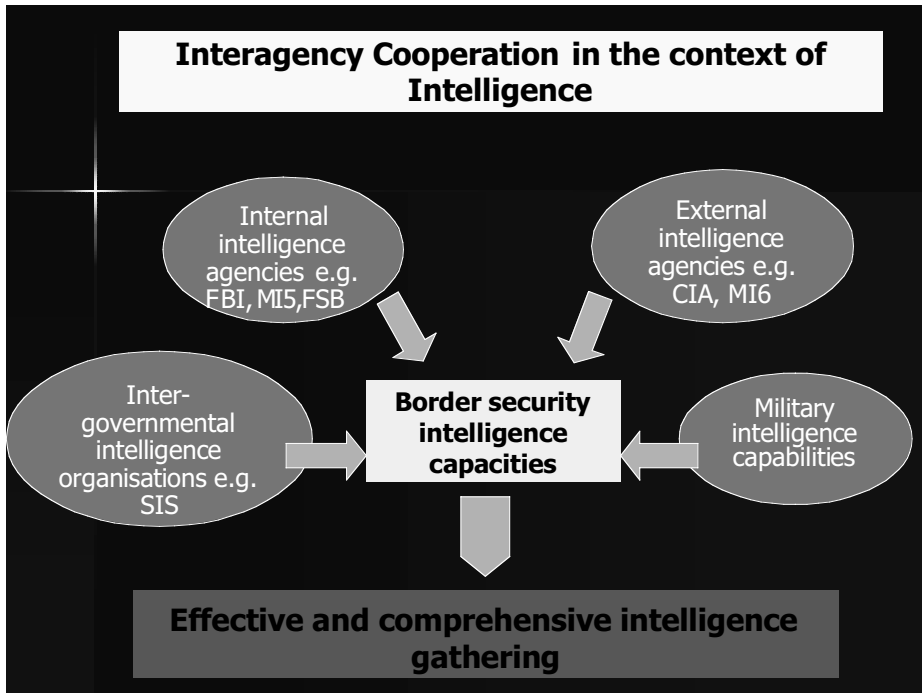 Interagency Cooperation in the context of
Intelligence
Internal
intelligence
agencies e.g.
FBI, MI5,FSB
External
intelligence
agencies e.g.
CIA, MI6
Inter-
governmental
intelligence
organisations e.g.
SIS
Border security
intelligence
capacities
Military
intelligence
capabilities
Effective and comprehensive intelligence
gathering